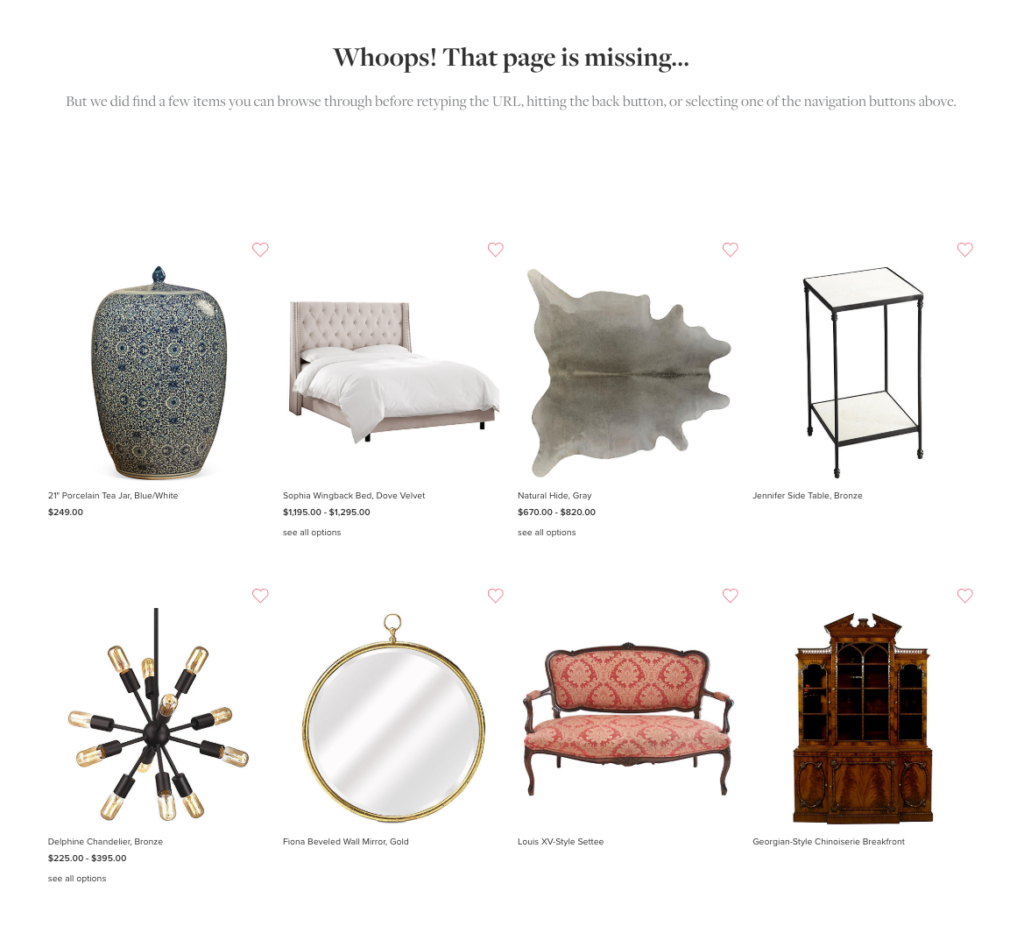 Whoops! That page is missing...
But we did find a few items you can browse through before retyping the URL, hitting the back button, or selecting one of the navigation buttons above.
21" Porcelain Tea Jar, Blue/White
$249.00
Sophia Wingback Bed, Dove Velvet
$1,195.00 - $1,295.00
see all options
Natural Hide, Gray
$670.00 - $820.00
see all options
Jennifer Side Table, Bronze
Delphine Chandelier, Bronze
$225.00 - $395.00
see all options
Fiona Beveled Wall Mirror, Gold
Louis XV-Style Settee
Georgian-Style Chinoiserie Breakfront